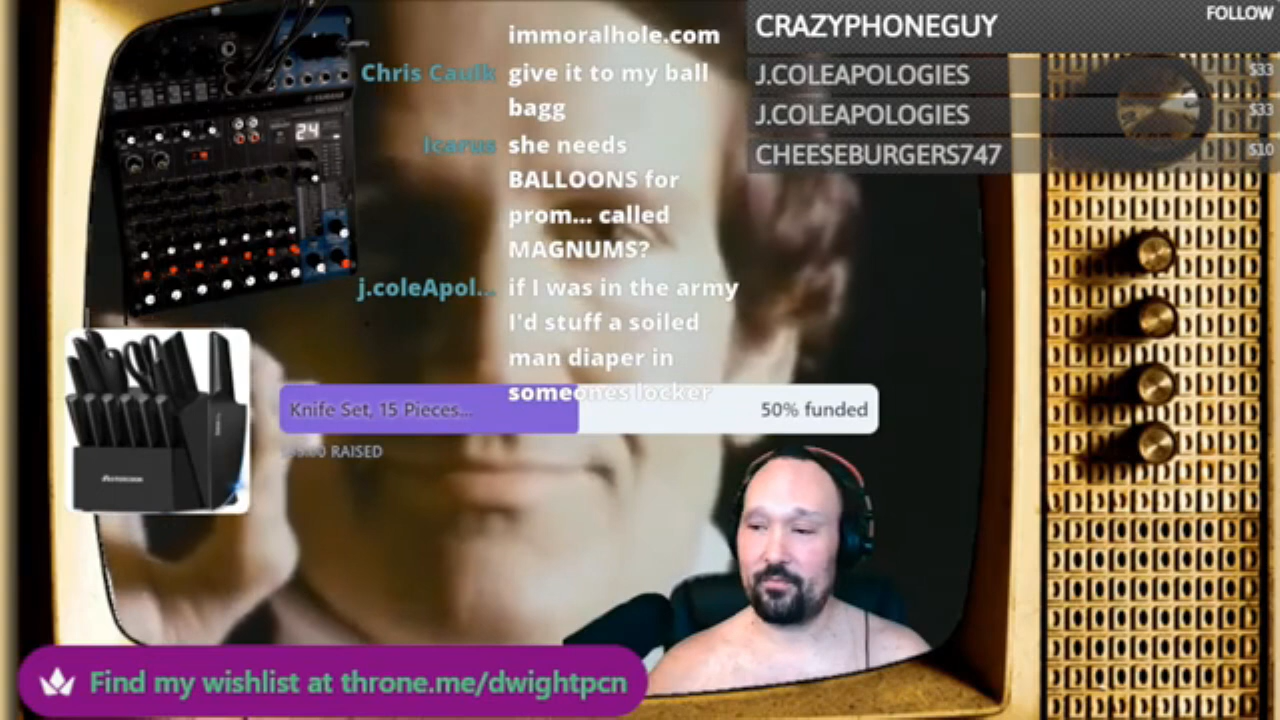 immoralhole.com
Chris Caulk give it to my ball
bagg
Icarus she needs
BALLOONS for
prom... called
MAGNUMS?
j.coleApol... if I was in the army
I'd stuff a soiled
man diaper in
someones locker
CRAZYPHONEGUY FOLLOW
J.COLEAPOLOGIES $33
J.COLEAPOLOGIES $33
CHEESEBURGERS747 $10
YAMAHA
24
Knife Set, 15 Pieces... 50% funded
RAISED
Find my wishlist at throne.me/dwightpcn